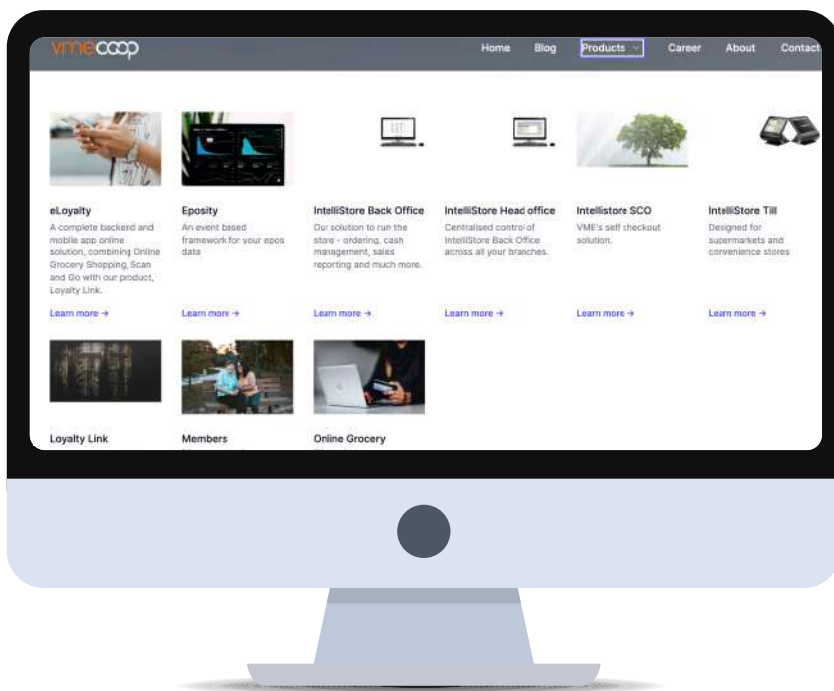 vmecoop
Home Blog Products Career About Contact
eLoyalty
A complete backend and
mobile app online
solution, combining Online
Grocery Shopping, Scan
and Go with our product,
Loyalty Link.
Learn more →
Eposity
An event based
framework for your epos
data
Learn more →
IntelliStore Back Office
Our solution to run the
store - ordering, cash
management, sales
reporting and much more.
Learn more →
IntelliStore Head office
Centralised control of
IntelliStore Back Office
across all your branches.
Learn more →
Intellistore SCO
VME's self checkout
solution.
Learn more →
IntelliStore Till
Designed for
supermarkets and
convenience stores
Learn more →
Loyalty Link
Members
Online Grocery